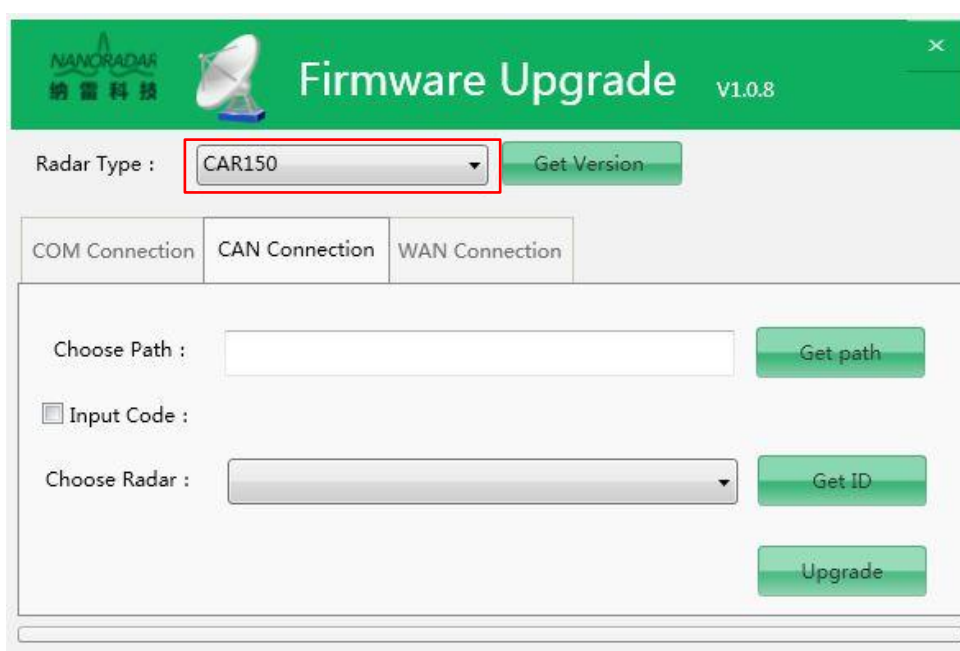 NANORADAR
纳雷科技
Firmware Upgrade V1.0.8
Radar Type : CAR150 Get Version
COM Connection CAN Connection WAN Connection
Choose Path : Get path
Input Code :
Choose Radar : Get ID
Upgrade